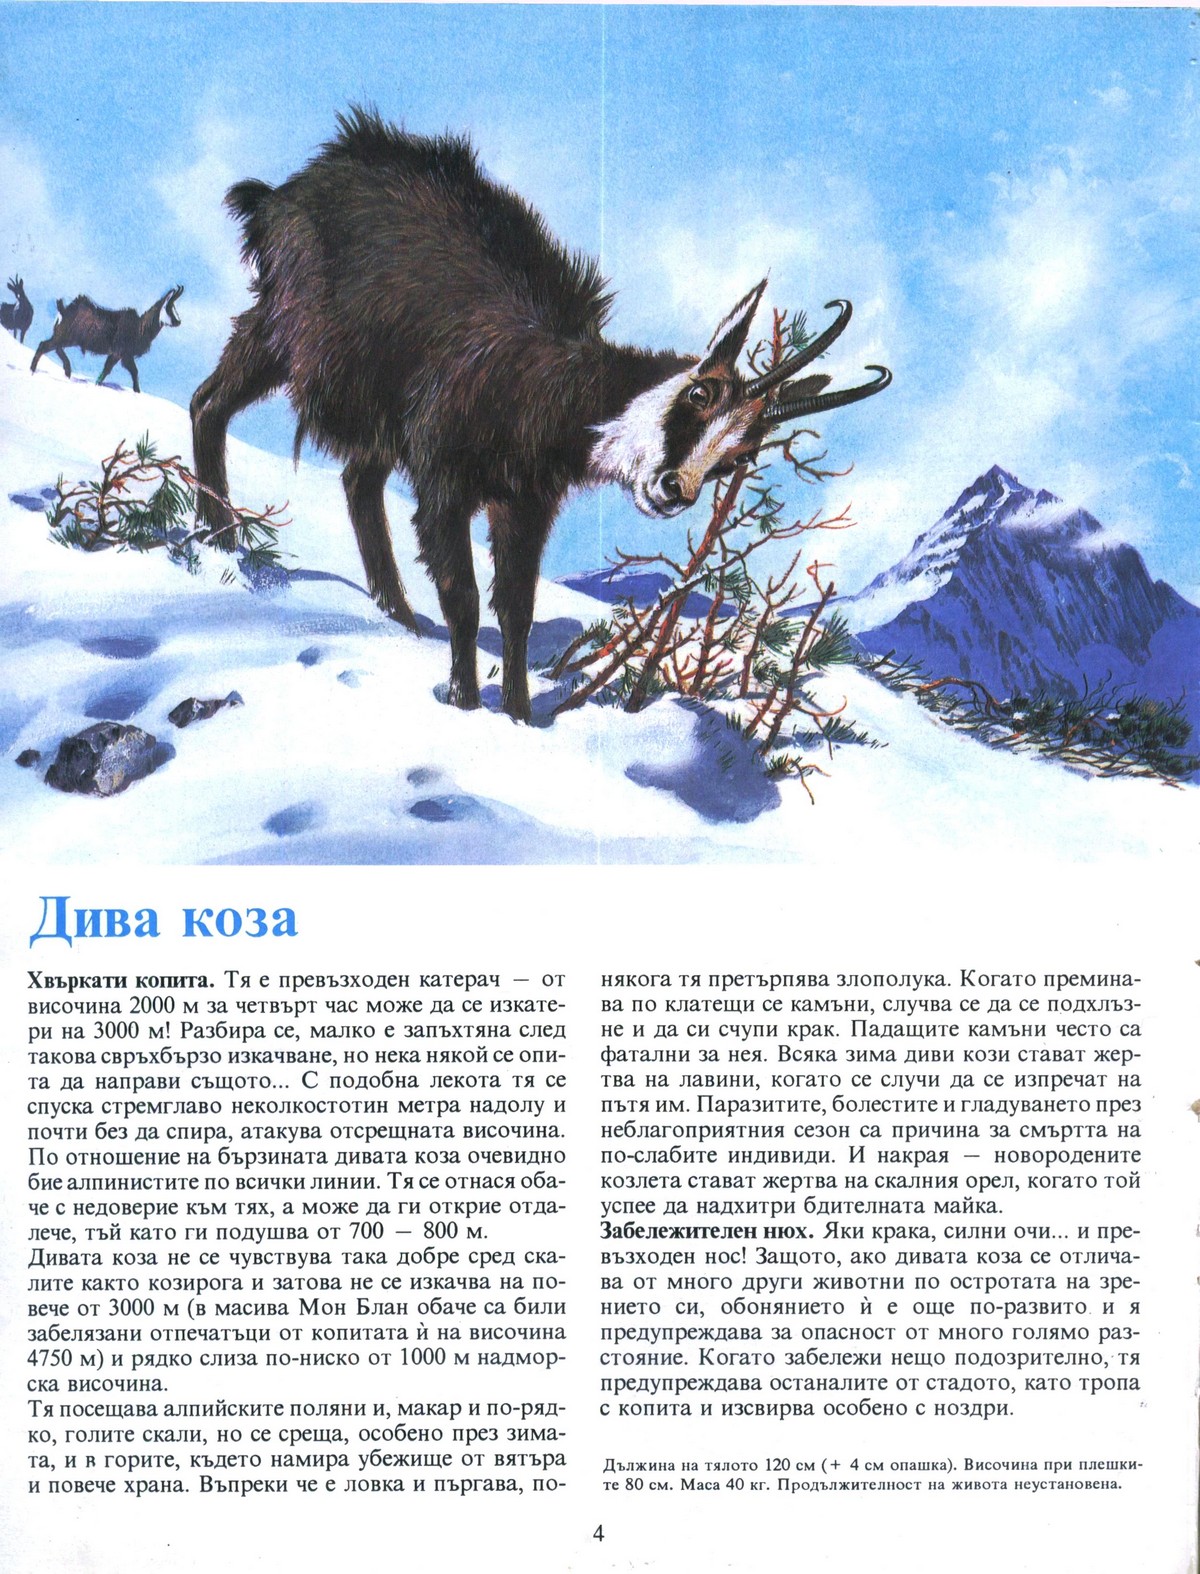 Дива коза
Хвъркати копита. Тя е превъзходен катерач — от
височина 2000 м за четвърт час може да се изкате-
ри на 3000 м! Разбира се, малко е запъхтяна след
такова свръхбързо изкачване, но нека някой се опи-
та да направи същото... С подобна лекота тя се
спуска стремглаво неколкостотин метра надолу и
почти без да спира, атакува отсрещната височина.
По отношение на бързината дивата коза очевидно
бие алпинистите по всички линии. Тя се отнася оба-
че с недоверие към тях, а може да ги открие отда-
лече, тъй като ги подушва от 700 — 800 м.
Дивата коза не се чувствува така добре сред ска-
лите както козирога и затова не се изкачва на по-
вече от 3000 м (в масива Мон Блан обаче са били
забелязани отпечатъци от копитата ѝ на височина
4750 м) и рядко слиза по-ниско от 1000 м надмор-
ска височина.
Тя посещава алпийските поляни и, макар и по-ряд-
ко, голите скали, но се среща, особено през зима-
та, и в горите, където намира убежище от вятъра
и повече храна. Въпреки че е ловка и пъргава, по-
някога тя претърпява злополука. Когато премина-
ва по клатещи се камъни, случва се да се подхлъз-
не и да си счупи крак. Падащите камъни често са
фатални за нея. Всяка зима диви кози стават жер-
тва на лавини, когато се случи да се изпречат на
пътя им. Паразитите, болестите и гладуването през
неблагоприятния сезон са причина за смъртта на
по-слабите индивиди. И накрая — новородените
козлета стават жертва на скалния орел, когато той
успее да надхитри бдителната майка.
Забележителен нюх. Яки крака, силни очи... и пре-
възходен нос! Защото, ако дивата коза се отлича-
ва от много други животни по остротата на зре-
нието си, обонянието ѝ е още по-развито и я
предупреждава за опасност от много голямо раз-
стояние. Когато забележи нещо подозрително, тя
предупреждава останалите от стадото, като тропа
с копита и изсвирва особено с ноздри.
Дължина на тялото 120 см (+ 4 см опашка). Височина при плешки-
те 80 см. Маса 40 кг. Продължителност на живота неустановена.
4